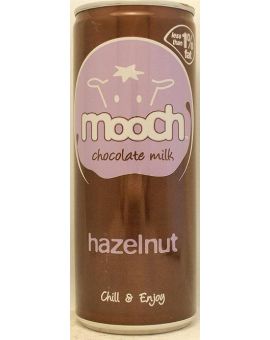 less
than 1%
fat
mooch
chocolate milk
hazelnut
Chill & Enjoy